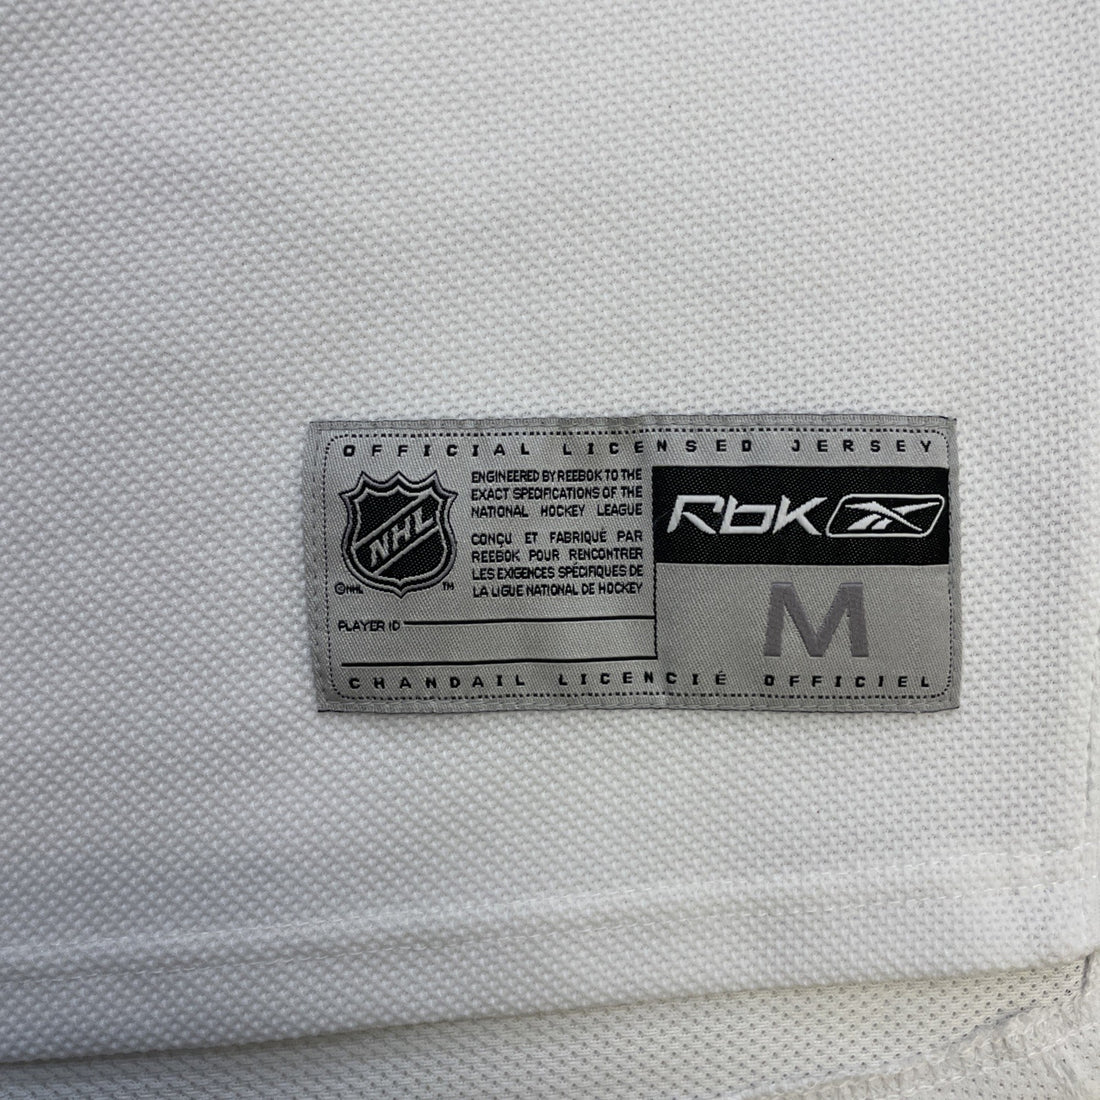 OFFICIAL LICENSED JERSEY
NHL
©NHL
™
ENGINEERED BY REEBOK TO THE
EXACT SPECIFICATIONS OF THE
NATIONAL HOCKEY LEAGUE
CONÇU ET FABRIQUÉ PAR
REEBOK POUR RENCONTRER
LES EXIGENCES SPÉCIFIQUES DE
LA LIGUE NATIONAL DE HOCKEY
PLAYER ID
RbK
M
CHANDAIL LICENCIÉ OFFICIEL